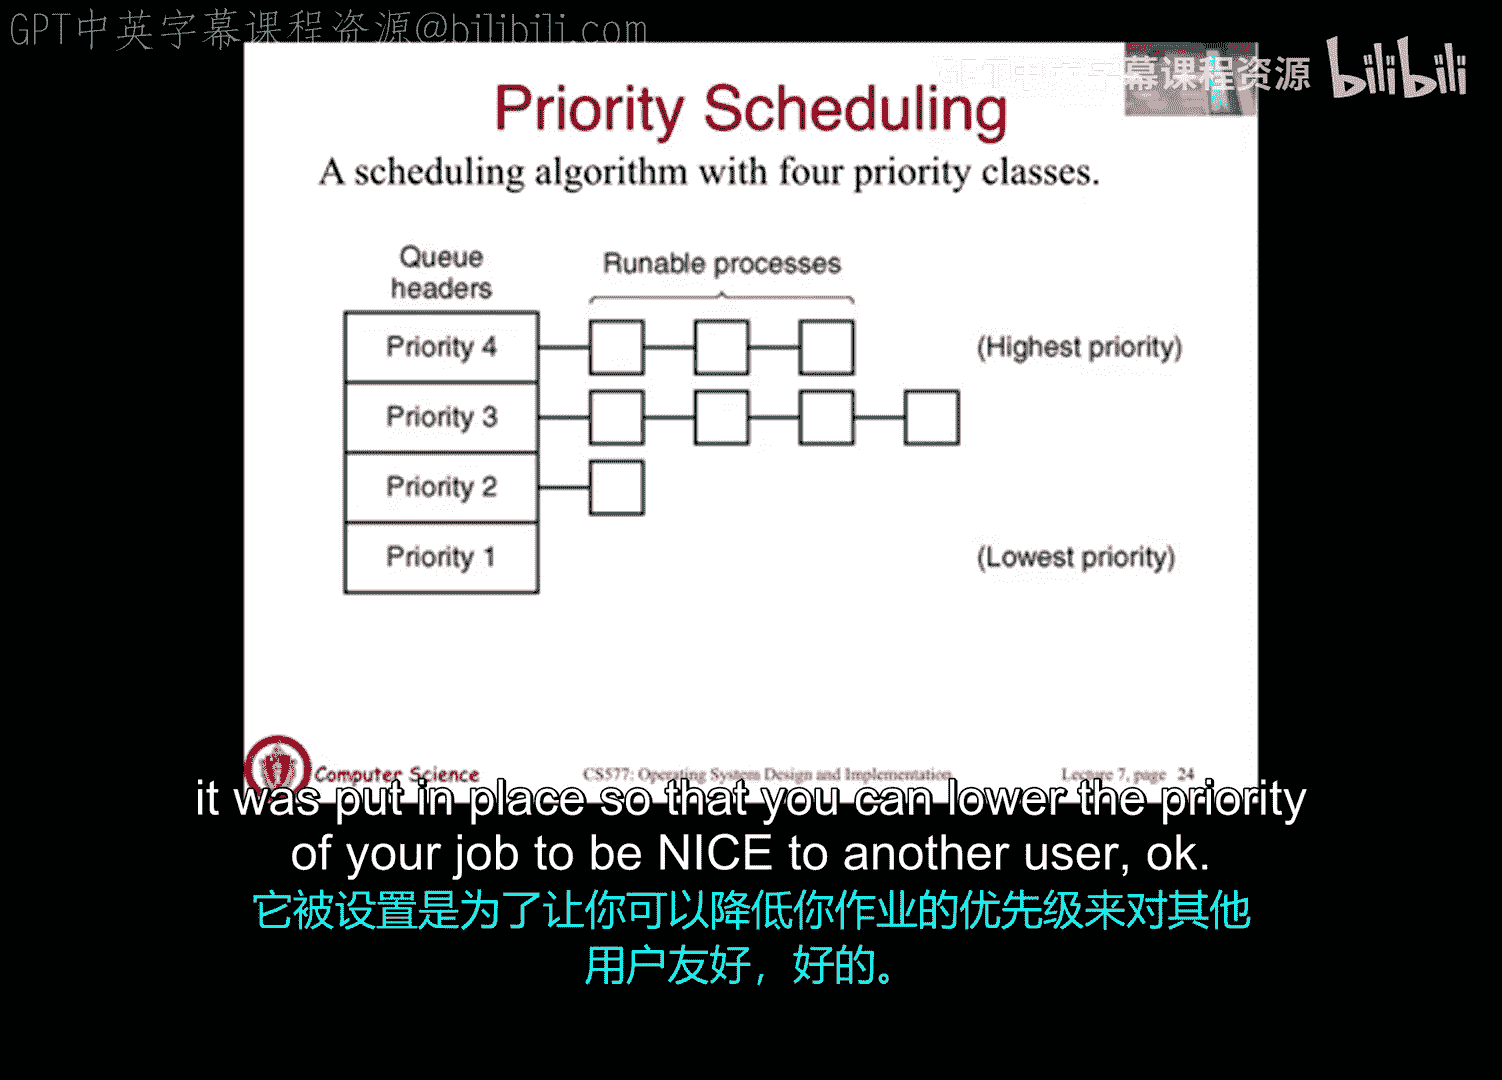 GPT中英字幕课程资源@bilibili.com
幕课程资源 bilibili
Priority Scheduling
A scheduling algorithm with four priority classes.
Queue
headers
Runable processes
Priority 4
(Highest priority)
Priority 3
Priority 2
Priority 1
(Lowest priority)
Computer Science
CS577: Operating System Design and Implementation
Lecture 7, page 24
it was put in place so that you can lower the priority
of your job to be NICE to another user, ok.
它被设置是为了让你可以降低你作业的优先级来对其他
用户友好，好的。